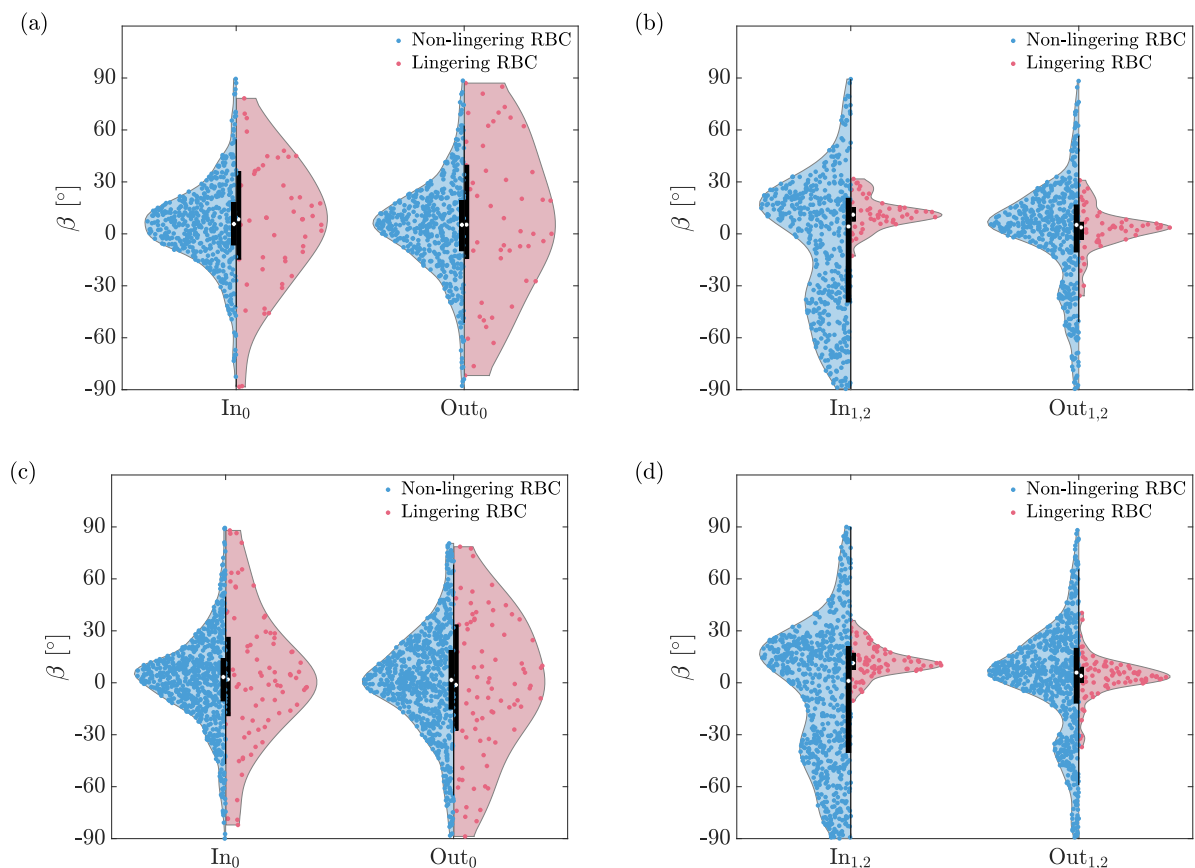 (a)
Non-lingering RBC
Lingering RBC
90
60
30
0
-30
-60
-90
β [°]
In₀
Out₀
(b)
Non-lingering RBC
Lingering RBC
90
60
30
0
-30
-60
-90
β [°]
In₁,₂
Out₁,₂
(c)
Non-lingering RBC
Lingering RBC
90
60
30
0
-30
-60
-90
β [°]
In₀
Out₀
(d)
Non-lingering RBC
Lingering RBC
90
60
30
0
-30
-60
-90
β [°]
In₁,₂
Out₁,₂